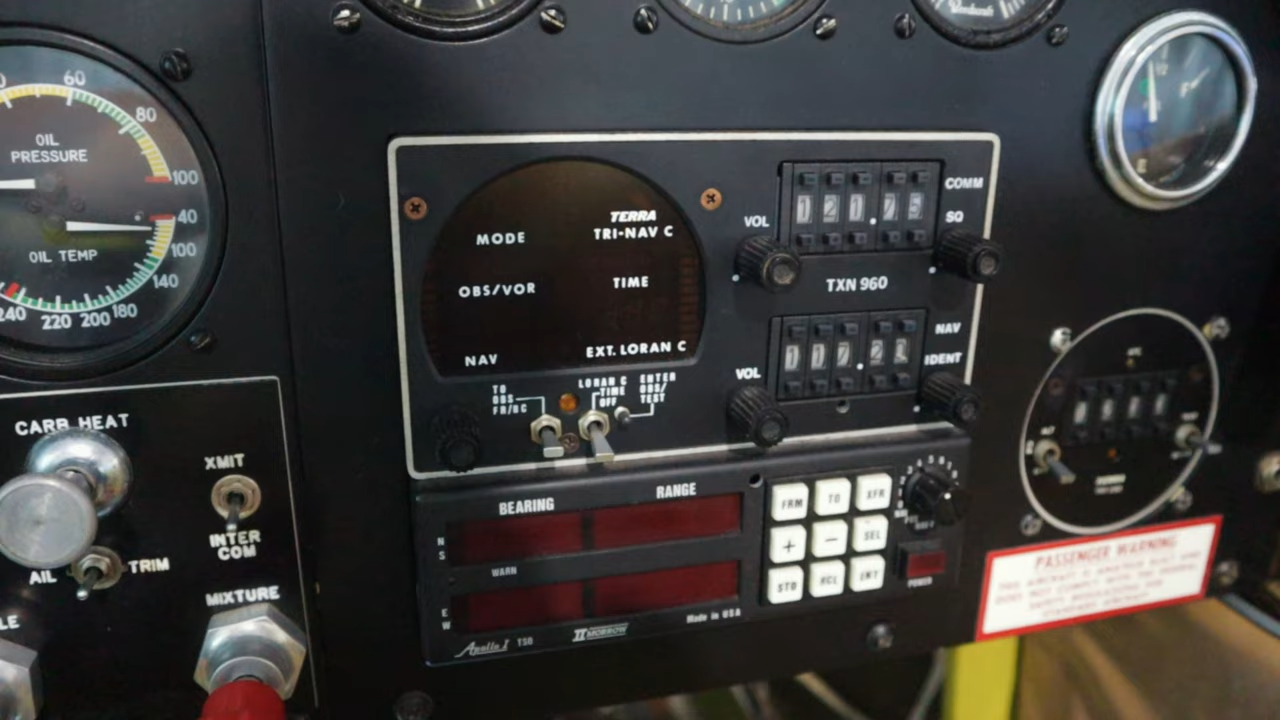 60
80
OIL
PRESSURE
100
40
100
OIL TEMP
140
240 220 200 180
CARB HEAT
XMIT
INTER
COM
AIL
TRIM
MIXTURE
LE
TERRA
TRI-NAV C
MODE
OBS/VOR
TIME
NAV
EXT. LORAN C
TO
OBS
FR/RC
LORAN C
TIME
OFF
ENTER
OBS/
TEST
COMM
VOL
SQ
TXN 960
NAV
VOL
IDENT
BEARING
RANGE
N
S
WARN
E
W
Apollo I TSO
II MORROW
Made in USA
FRM TO XFR
+ − SEL
STO RCL ENT
POWER
E
PASSENGER WARNING